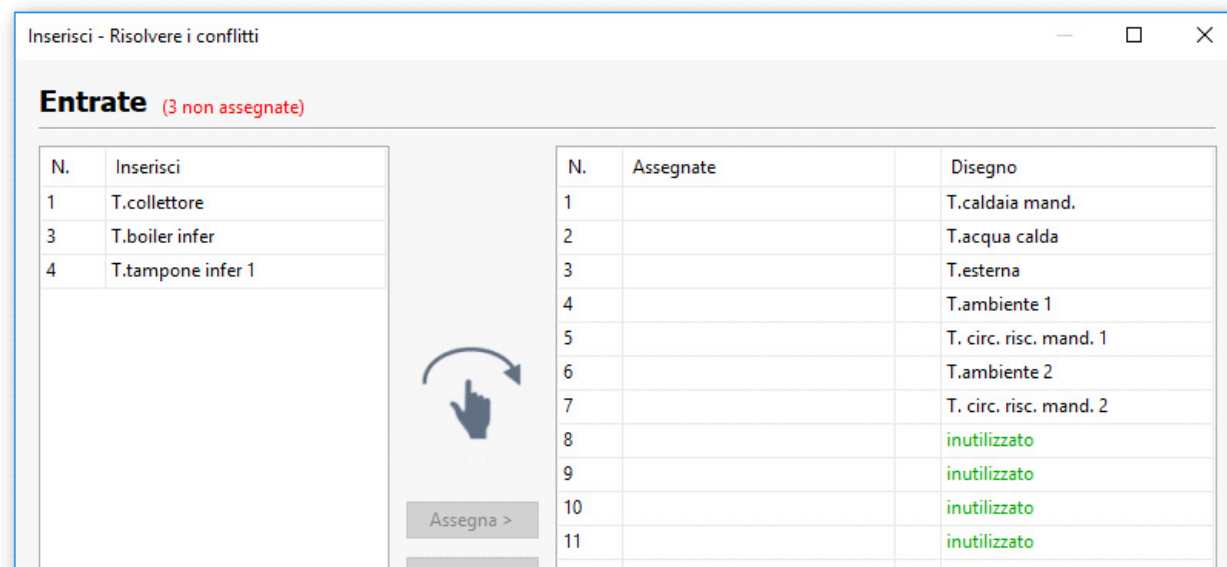 Inserisci - Risolvere i conflitti
Entrate (3 non assegnate)
N. Inserisci
1 T.collettore
3 T.boiler infer
4 T.tampone infer 1
Assegna >
N. Assegnate Disegno
1 T.caldaia mand.
2 T.acqua calda
3 T.esterna
4 T.ambiente 1
5 T. circ. risc. mand. 1
6 T.ambiente 2
7 T. circ. risc. mand. 2
8 inutilizzato
9 inutilizzato
10 inutilizzato
11 inutilizzato